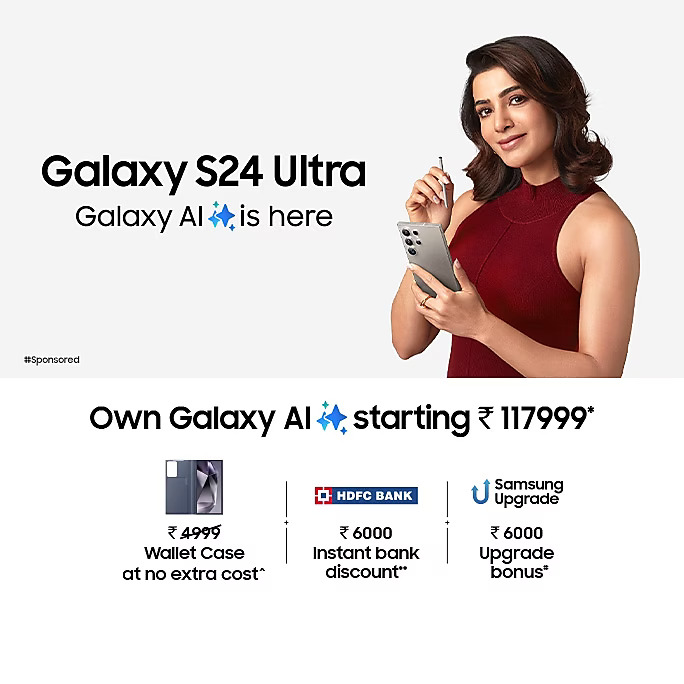 Galaxy S24 Ultra
Galaxy AI is here
#Sponsored
Own Galaxy AI starting ₹ 117999*
HDFC BANK
Samsung
Upgrade
₹ 4999
Wallet Case
at no extra cost^
+
₹ 6000
Instant bank
discount**
+
₹ 6000
Upgrade
bonus#